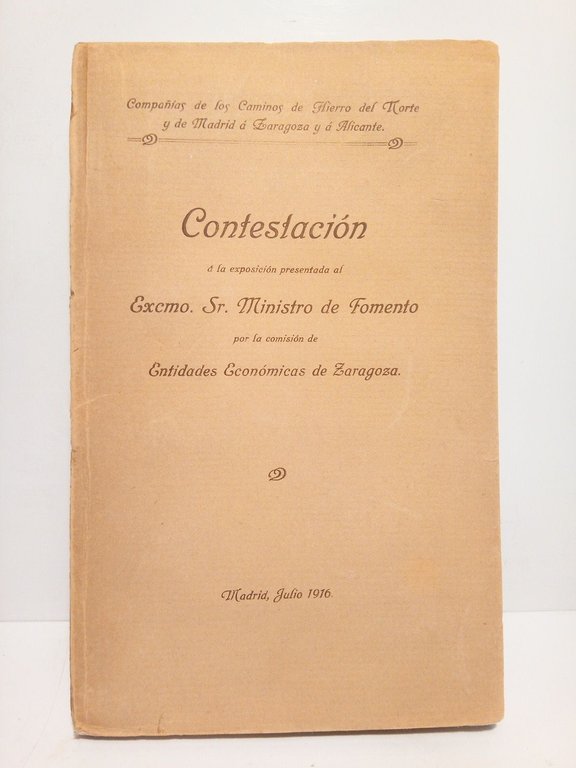 Compañías de los Caminos de Hierro del Norte
y de Madrid á Zaragoza y á Alicante.
Contestación
á la exposición presentada al
Excmo. Sr. Ministro de Fomento
por la comisión de
Entidades Económicas de Zaragoza.
Madrid, Julio 1916.